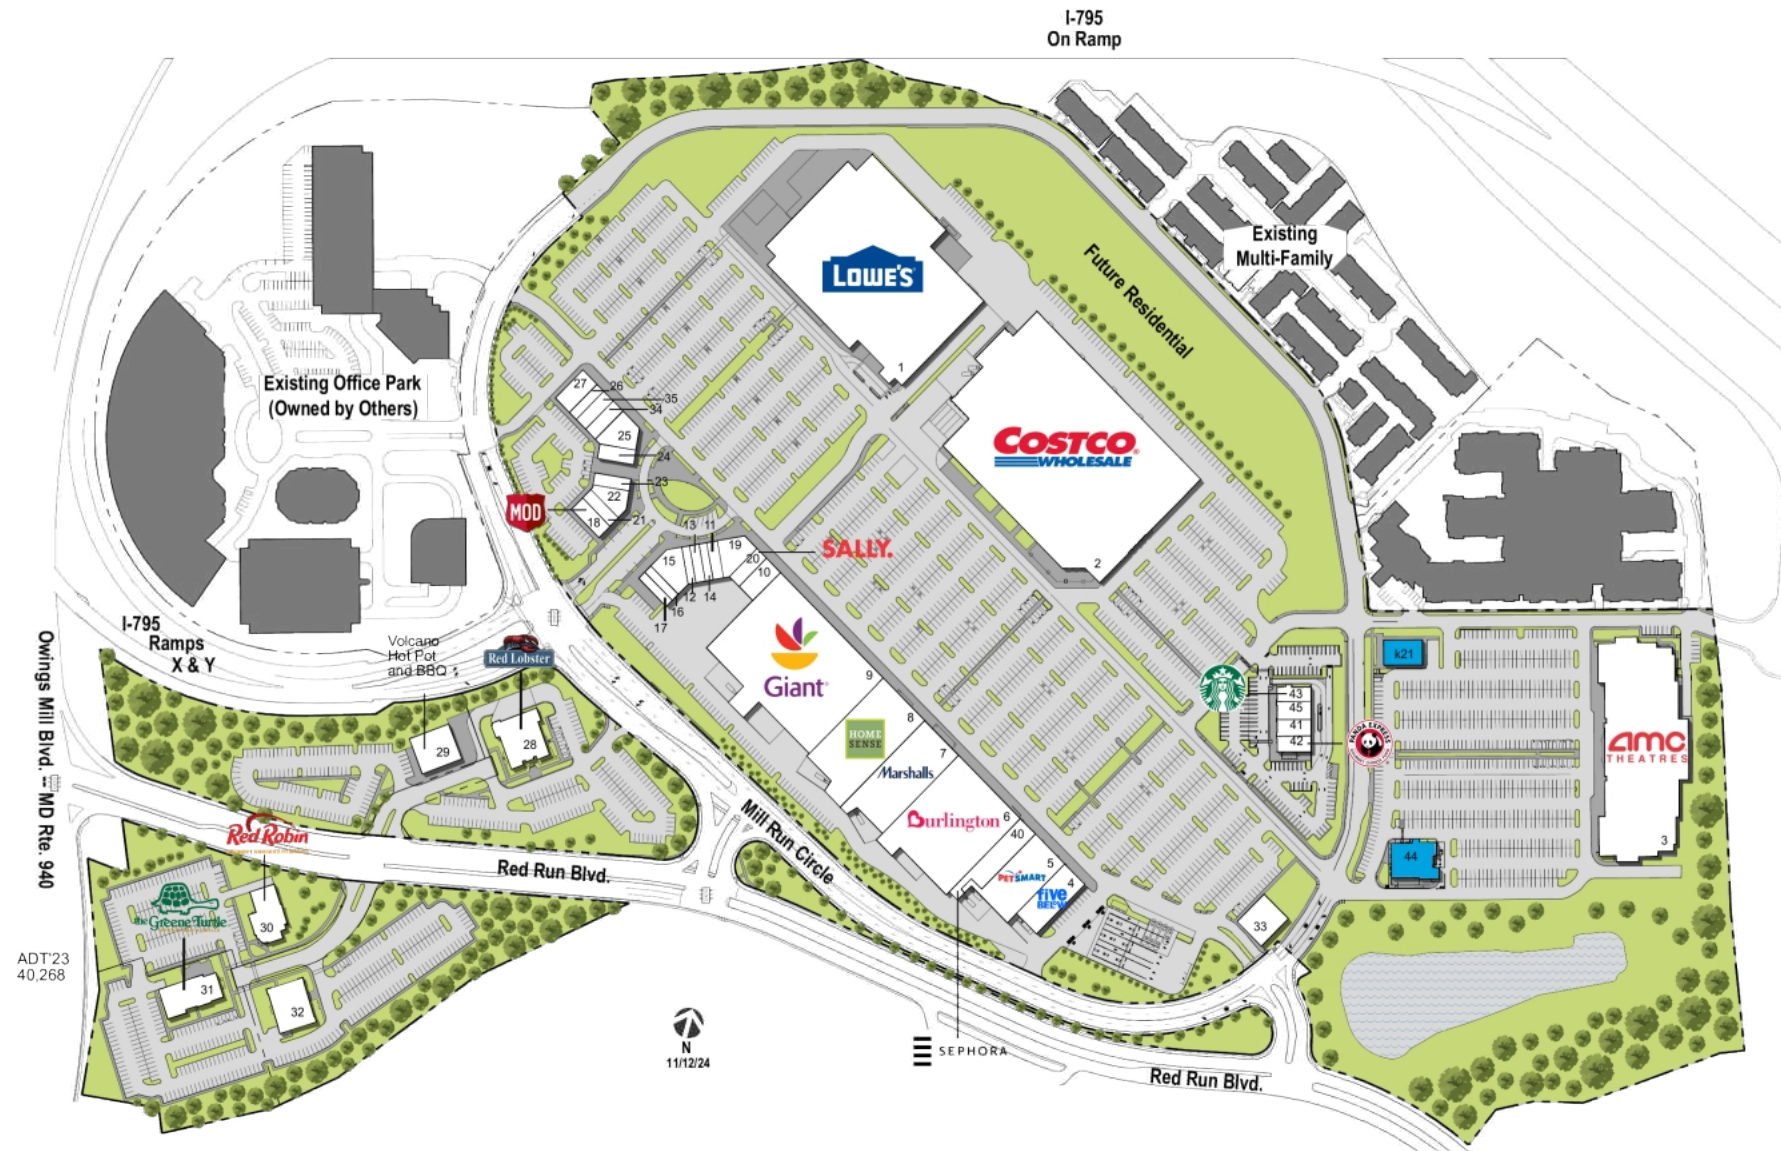 I-795
On Ramp
Existing
Multi-Family
Future Residential
LOWE'S
1
COSTCO
WHOLESALE
2
Existing Office Park
(Owned by Others)
27
26
35
34
25
24
23
22
21
18
MOD
13
11
19
20
10
15
12
14
16
17
SALLY.
I-795
Ramps
X & Y
Volcano
Hot Pot
and BBQ
Red Lobster
29
28
Giant
9
HOME
SENSE
8
Marshalls
7
Burlington
6
40
PETSMART
5
five
BELOW
4
33
43
45
41
42
PANDA EXPRESS
k21
44
AMC
THEATRES
3
Owings Mill Blvd. -- MD Rte. 940
Mill Run Circle
Red Run Blvd.
Red Robin
the Greene Turtle
30
31
32
ADT'23
40,268
N
11/12/24
SEPHORA
Red Run Blvd.